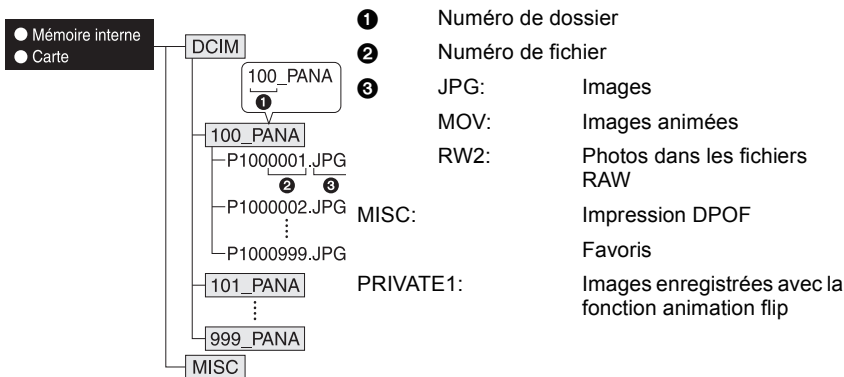 ● Mémoire interne
● Carte
DCIM
100_PANA
❶
100_PANA
P1000001.JPG
❷ ❸
P1000002.JPG
P1000999.JPG
101_PANA
999_PANA
MISC
❶ Numéro de dossier
❷ Numéro de fichier
❸ JPG: Images
MOV: Images animées
RW2: Photos dans les fichiers
RAW
MISC: Impression DPOF
Favoris
PRIVATE1: Images enregistrées avec la
fonction animation flip